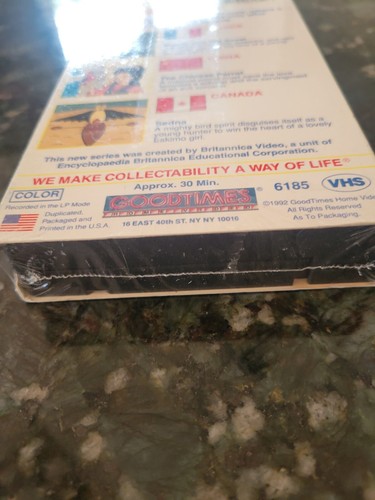 CANADA
Sedna
A mighty bird spirit disguises itself as a
young hunter to win the heart of a lovely
Eskimo girl.
This new series was created by Britannica Video, a unit of
Encyclopaedia Britannica Educational Corporation.
WE MAKE COLLECTABILITY A WAY OF LIFE®
COLOR
Approx. 30 Min.
Recorded in the LP Mode
GOODTIMES®
6185
VHS
Duplicated,
Packaged and
Printed in the U.S.A.
16 EAST 40th ST, NY NY 10016
©1992 GoodTimes Home Video
All Rights Reserved
As To Packaging.